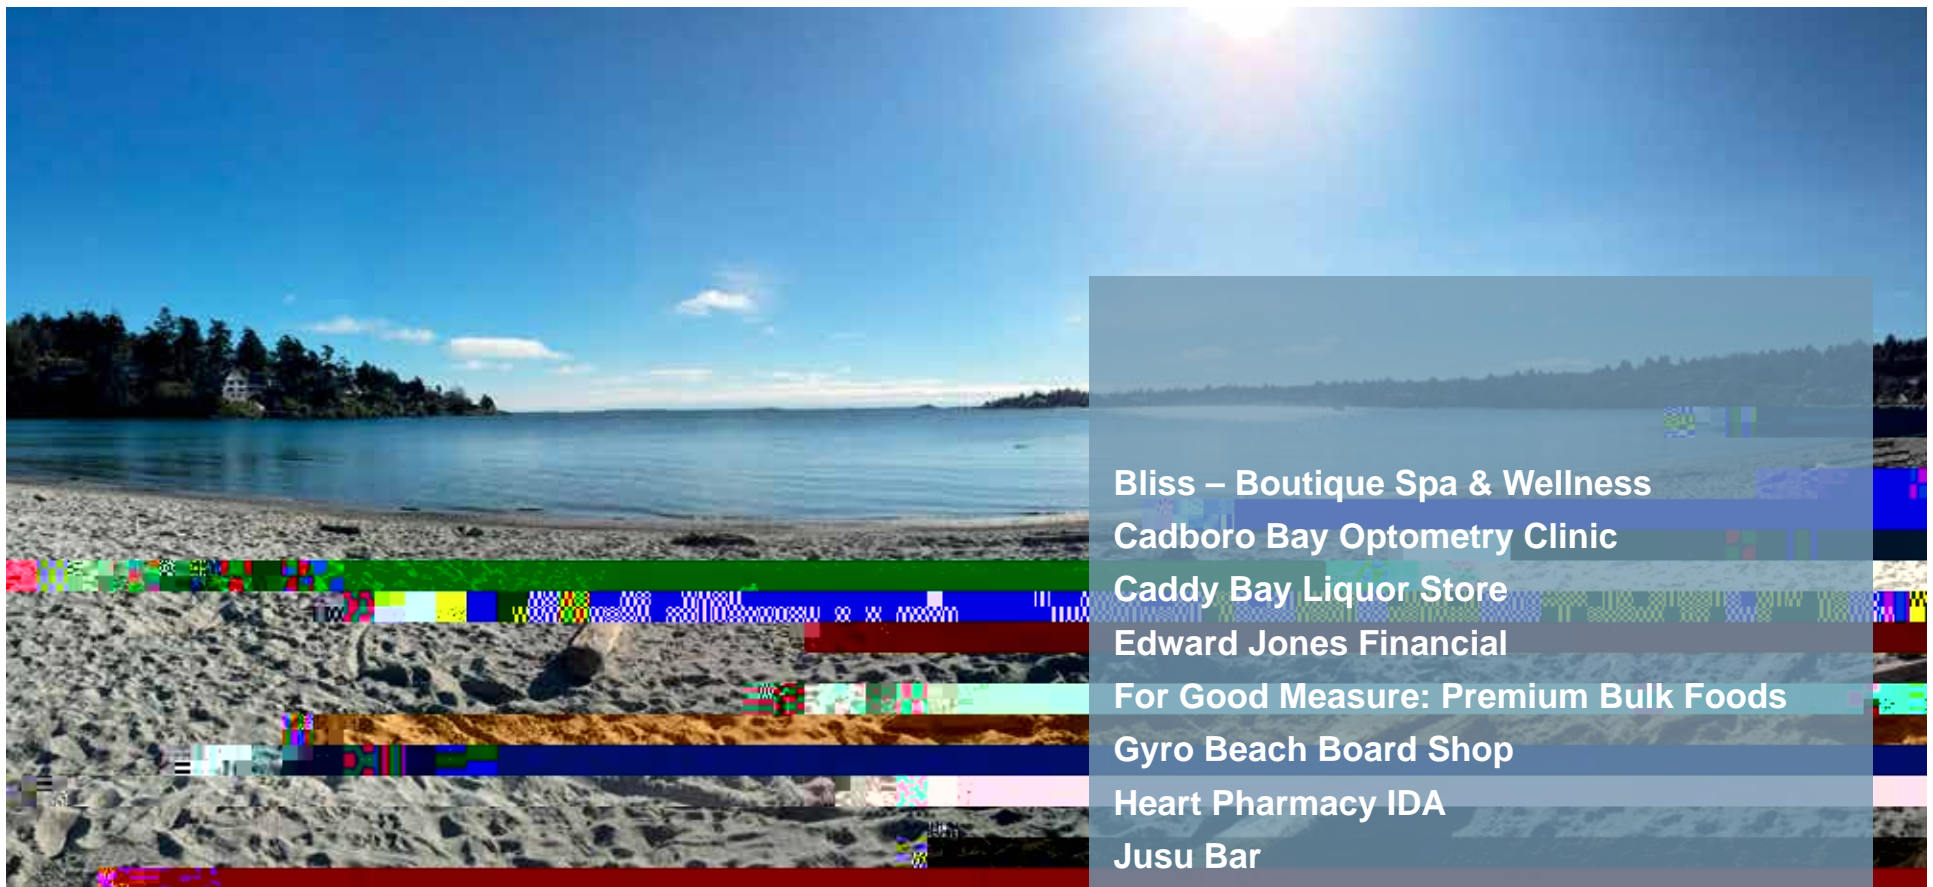 Bliss – Boutique Spa & Wellness
Cadboro Bay Optometry Clinic
Caddy Bay Liquor Store
Edward Jones Financial
For Good Measure: Premium Bulk Foods
Gyro Beach Board Shop
Heart Pharmacy IDA
Jusu Bar